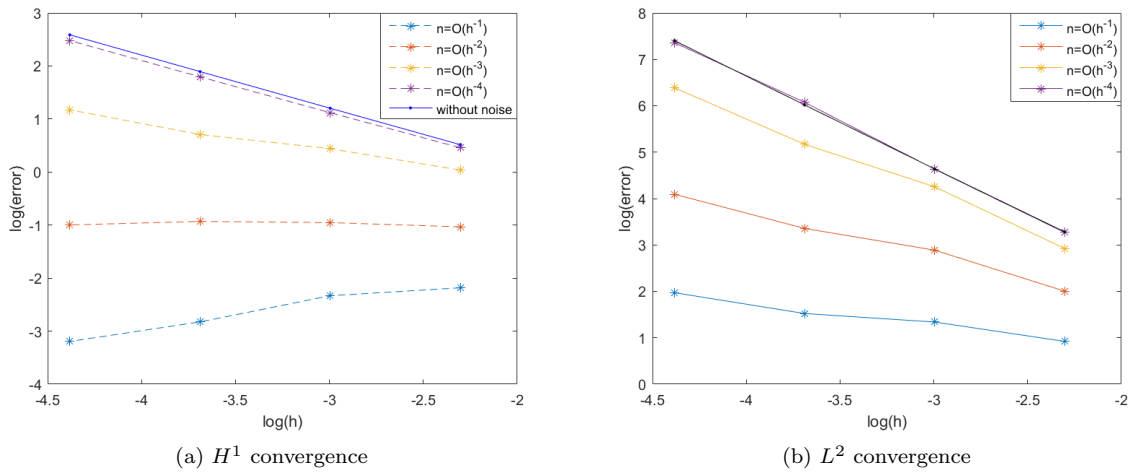 3
2
1
0
-1
-2
-3
-4
log(error)
-4.5
-4
-3.5
-3
-2.5
-2
log(h)
n=O(h⁻¹)
n=O(h⁻²)
n=O(h⁻³)
n=O(h⁻⁴)
without noise
(a) H¹ convergence
8
7
6
5
4
3
2
1
0
log(error)
-4.5
-4
-3.5
-3
-2.5
-2
log(h)
n=O(h⁻¹)
n=O(h⁻²)
n=O(h⁻³)
n=O(h⁻⁴)
(b) L² convergence